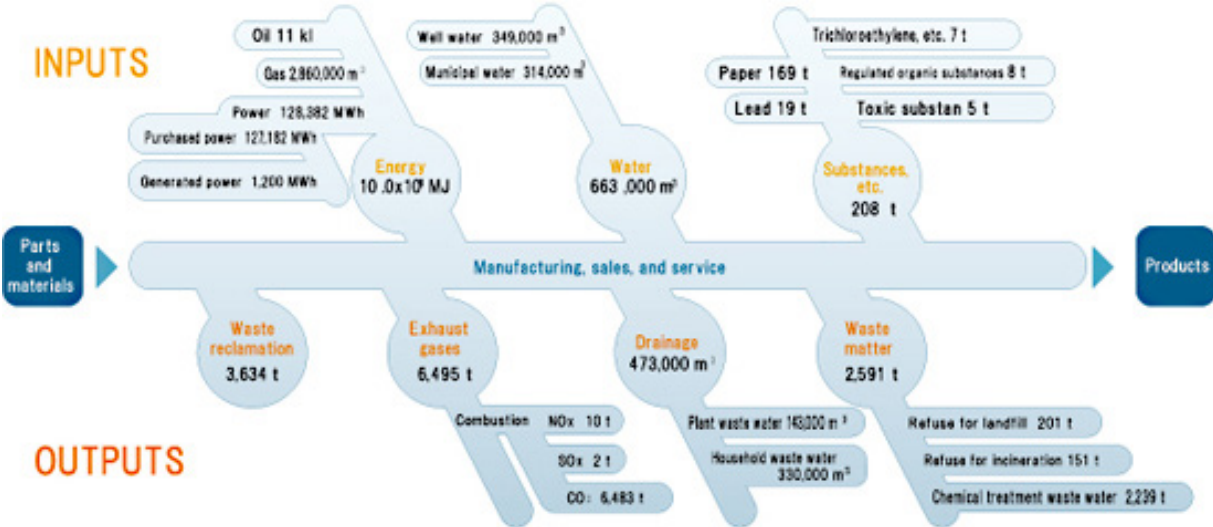 INPUTS
Oil 11 kl
Gas 2,860,000 m³
Power 128,382 MWh
Purchased power 127,182 MWh
Generated power 1,200 MWh
Energy
10.0x10⁸ MJ
Well water 349,000 m³
Municipal water 314,000 m³
Water
663,000 m³
Trichloroethylene, etc. 7 t
Paper 169 t
Regulated organic substances 8 t
Lead 19 t
Toxic substan 5 t
Substances,
etc.
208 t
Parts
and
materials
Manufacturing, sales, and service
Products
Waste
reclamation
3,634 t
Exhaust
gases
6,495 t
Drainage
473,000 m³
Waste
matter
2,591 t
OUTPUTS
Combustion NOx 10 t
SOx 2 t
CO₂ 6,483 t
Plant waste water 143,000 m³
Household waste water
330,000 m³
Refuse for landfill 201 t
Refuse for incineration 151 t
Chemical treatment waste water 2,239 t